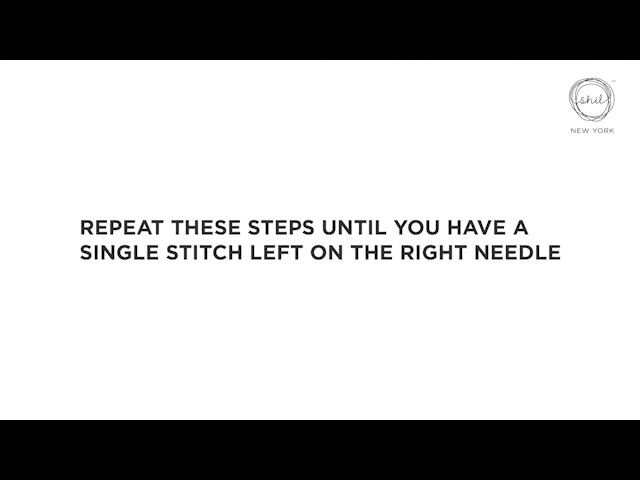 shil
NEW YORK
REPEAT THESE STEPS UNTIL YOU HAVE A
SINGLE STITCH LEFT ON THE RIGHT NEEDLE